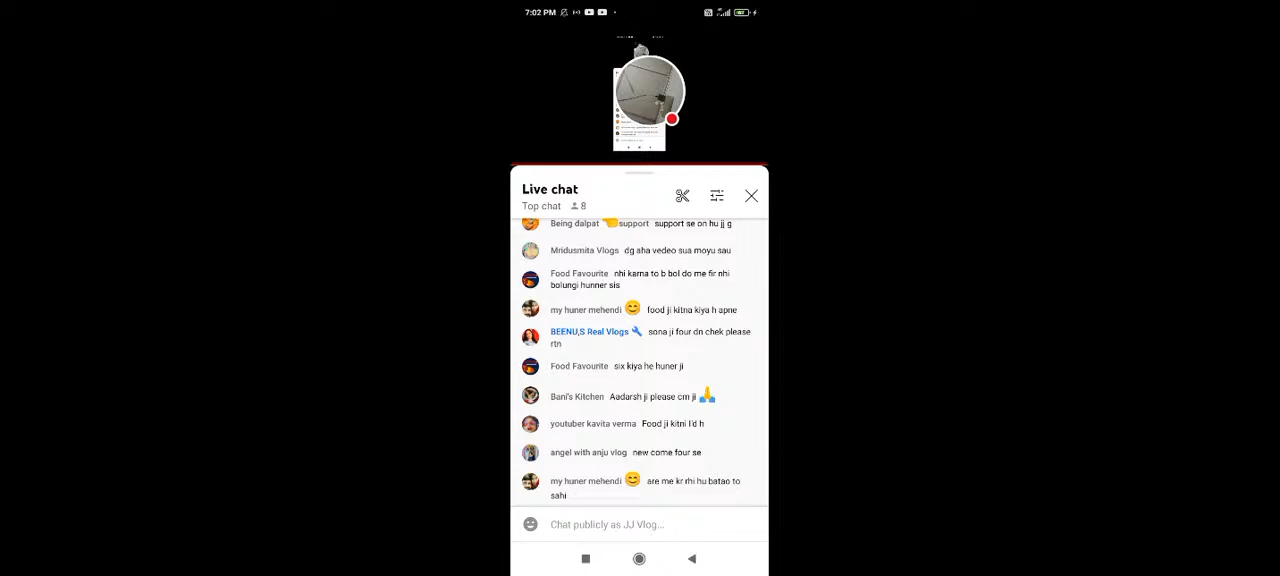 7:02 PM
Live chat
Top chat 8
Being dalpat support support se on hu jj g
Mridusmita Vlogs dg aha vedeo sua moyu sau
Food Favourite nhi karna to b bol do me fir nhi
bolungi hunner sis
my huner mehendi 😊 food ji kitna kiya h apne
BEENU,S Real Vlogs 🔧 sona ji four dn chek please
rtn
Food Favourite six kiya he huner ji
Bani's Kitchen Aadarsh ji please cm ji 🙏
youtuber kavita verma Food ji kitni I'd h
angel with anju vlog new come four se
my huner mehendi 😊 are me kr rhi hu batao to
sahi
Chat publicly as JJ Vlog...